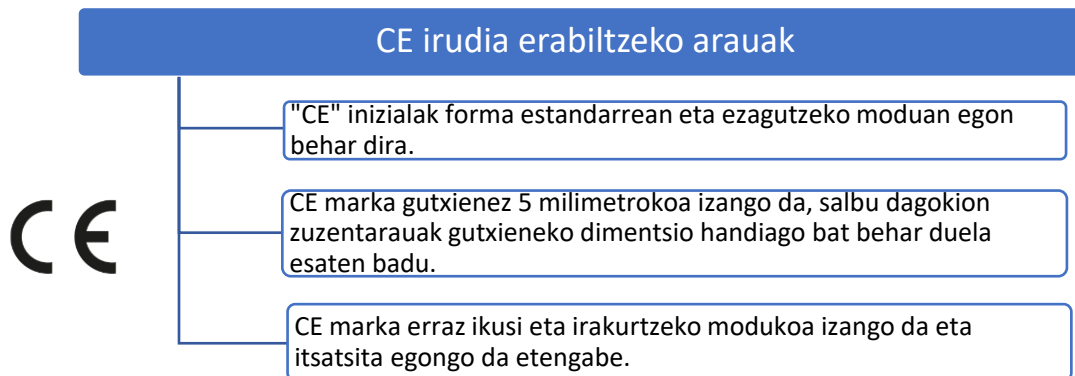 CE irudia erabiltzeko arauak
"CE" inizialak forma estandarrean eta ezagutzeko moduan egon
behar dira.
CE
CE marka gutxienez 5 milimetrokoa izango da, salbu dagokion
zuzentarauak gutxieneko dimentsio handiago bat behar duela
esaten badu.
CE marka erraz ikusi eta irakurtzeko modukoa izango da eta
itsatsita egongo da etengabe.